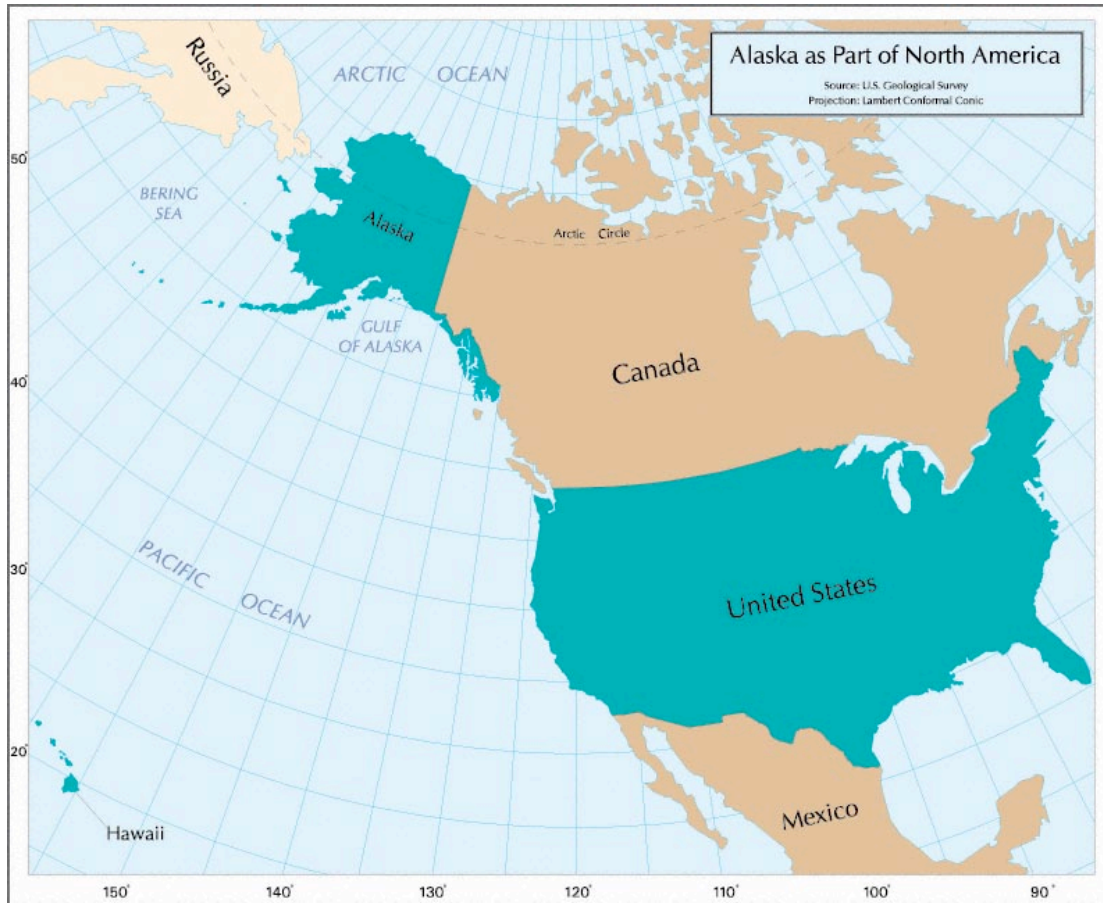 Alaska as Part of North America
Source: U.S. Geological Survey
Projection: Lambert Conformal Conic
Russia
ARCTIC OCEAN
50°
BERING
SEA
Alaska
Arctic Circle
GULF
OF ALASKA
Canada
40°
PACIFIC OCEAN
30°
United States
20°
Hawaii
Mexico
150°
140°
130°
120°
110°
100°
90°